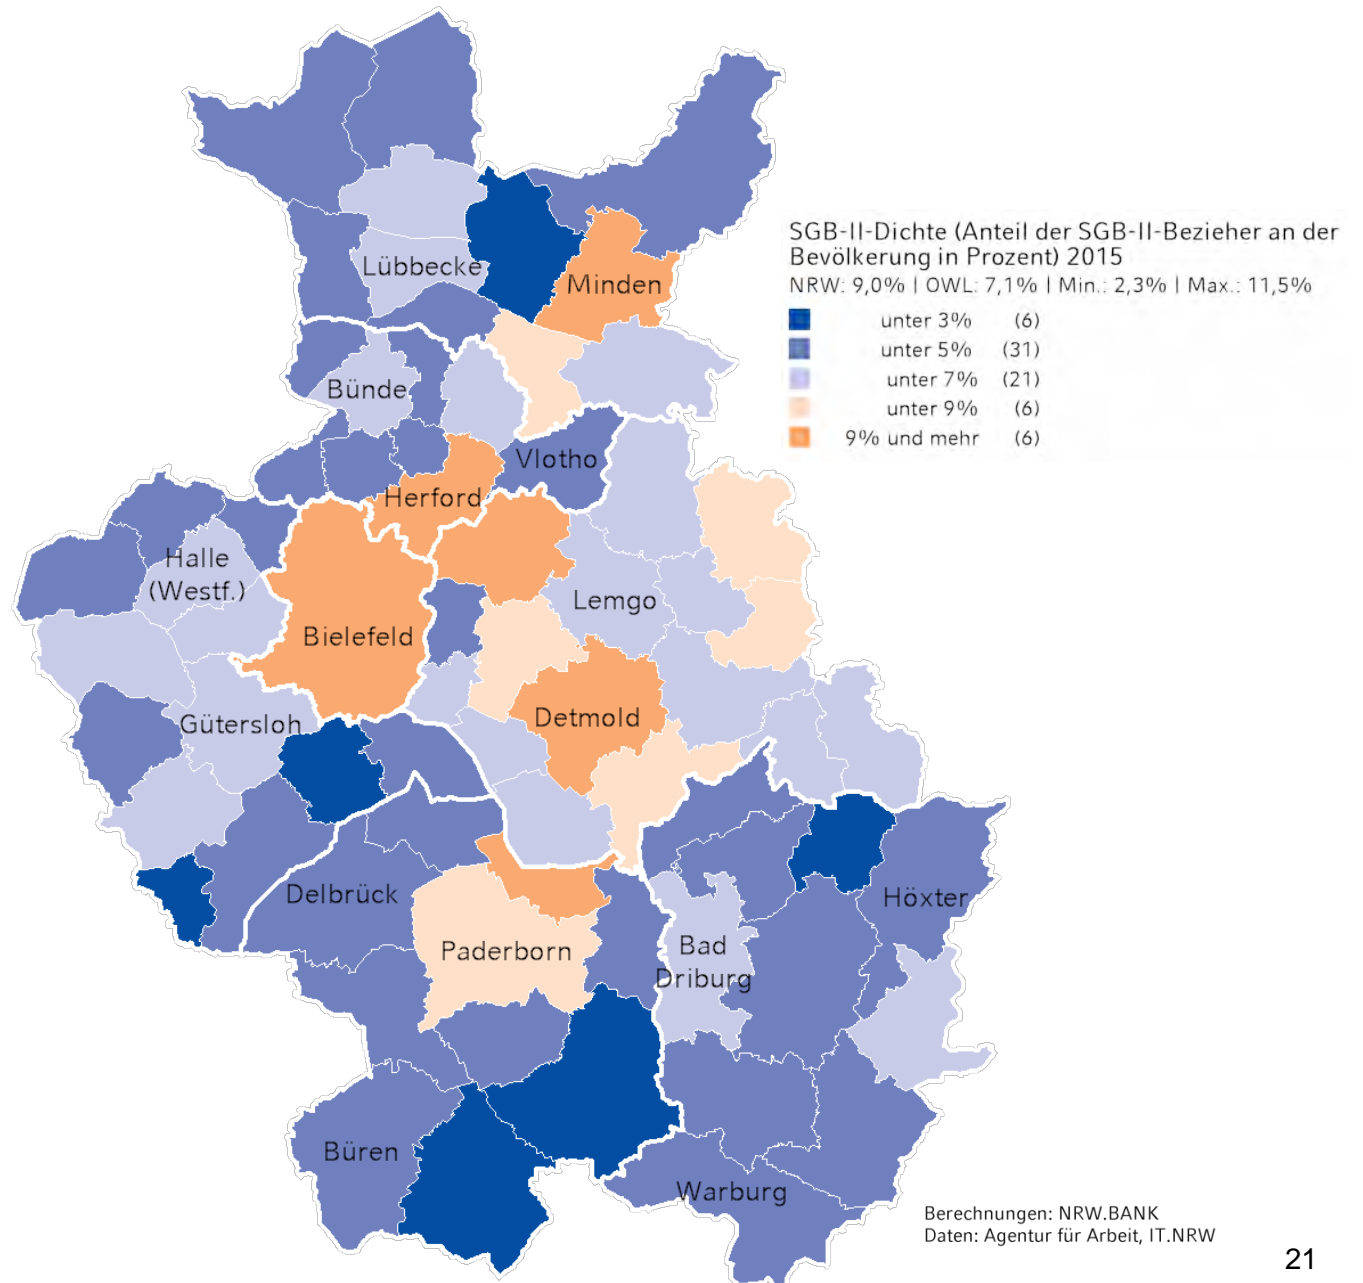 SGB-II-Dichte (Anteil der SGB-II-Bezieher an der
Bevölkerung in Prozent) 2015
NRW: 9,0% | OWL: 7,1% | Min.: 2,3% | Max.: 11,5%
unter 3% (6)
unter 5% (31)
unter 7% (21)
unter 9% (6)
9% und mehr (6)
Lübbecke
Minden
Bünde
Vlotho
Herford
Halle
(Westf.)
Lemgo
Bielefeld
Gütersloh
Detmold
Delbrück
Höxter
Paderborn
Bad
Driburg
Büren
Warburg
Berechnungen: NRW.BANK
Daten: Agentur für Arbeit, IT.NRW
21